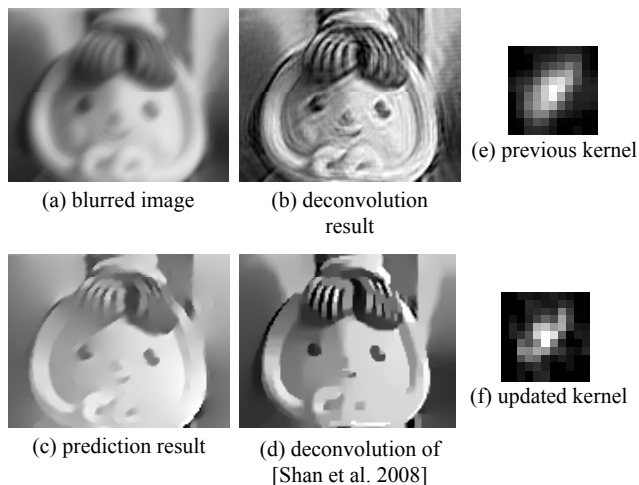 (a) blurred image
(b) deconvolution
result
(e) previous kernel
(c) prediction result
(d) deconvolution of
[Shan et al. 2008]
(f) updated kernel